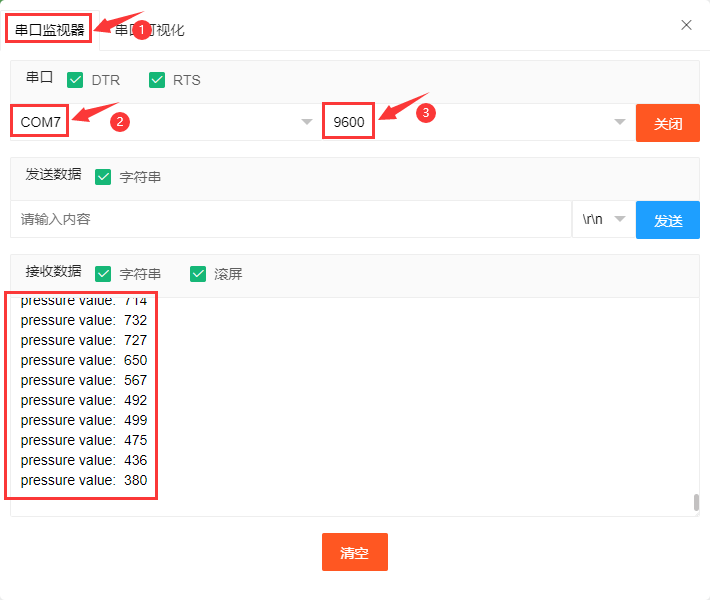 串口监视器 1 串口可视化
串口 DTR RTS
COM7 2 9600 3 关闭
发送数据 字符串
请输入内容 \r\n 发送
接收数据 字符串 滚屏
pressure value: 714
pressure value: 732
pressure value: 727
pressure value: 650
pressure value: 567
pressure value: 492
pressure value: 499
pressure value: 475
pressure value: 436
pressure value: 380
清空